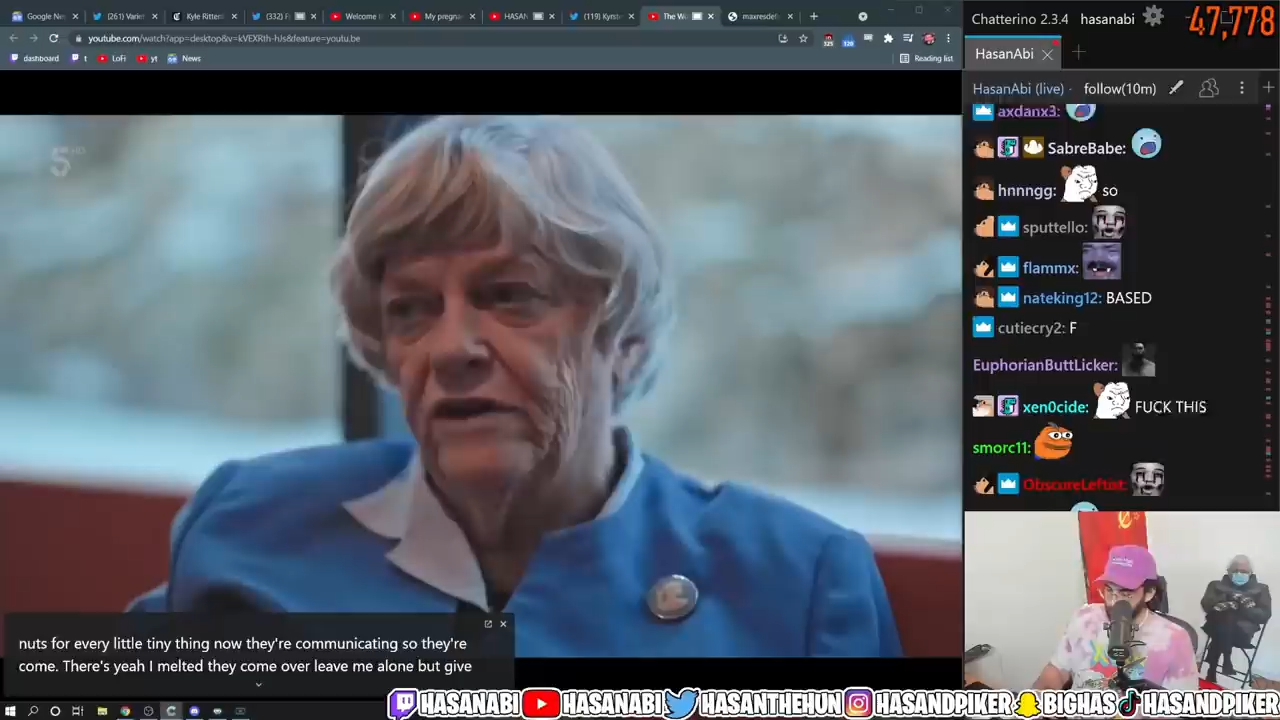 Google Ne
(261) Variet
Kyle Ritten
(332) F
Welcome t
My pregna
HASAN
(119) Kyrste
The Wo
maxresdef
youtube.com/watch?app=desktop&v=kVEXRth-hJs&feature=youtu.be
dashboard
t
LoFi
yt
News
Reading list
5
HD
nuts for every little tiny thing now they're communicating so they're
come. There's yeah I melted they come over leave me alone but give
Chatterino 2.3.4
hasanabi
47,778
HasanAbi
HasanAbi (live)
follow(10m)
axdanx3:
SabreBabe:
hnnngg: so
sputtello:
flammx:
nateking12: BASED
cutiecry2: F
EuphorianButtLicker:
xen0cide: FUCK THIS
smorc11:
ObscureLeftist:
HASANABI HASANABI HASANTHEHUN HASANDPIKER BIGHAS HASANDPIKER